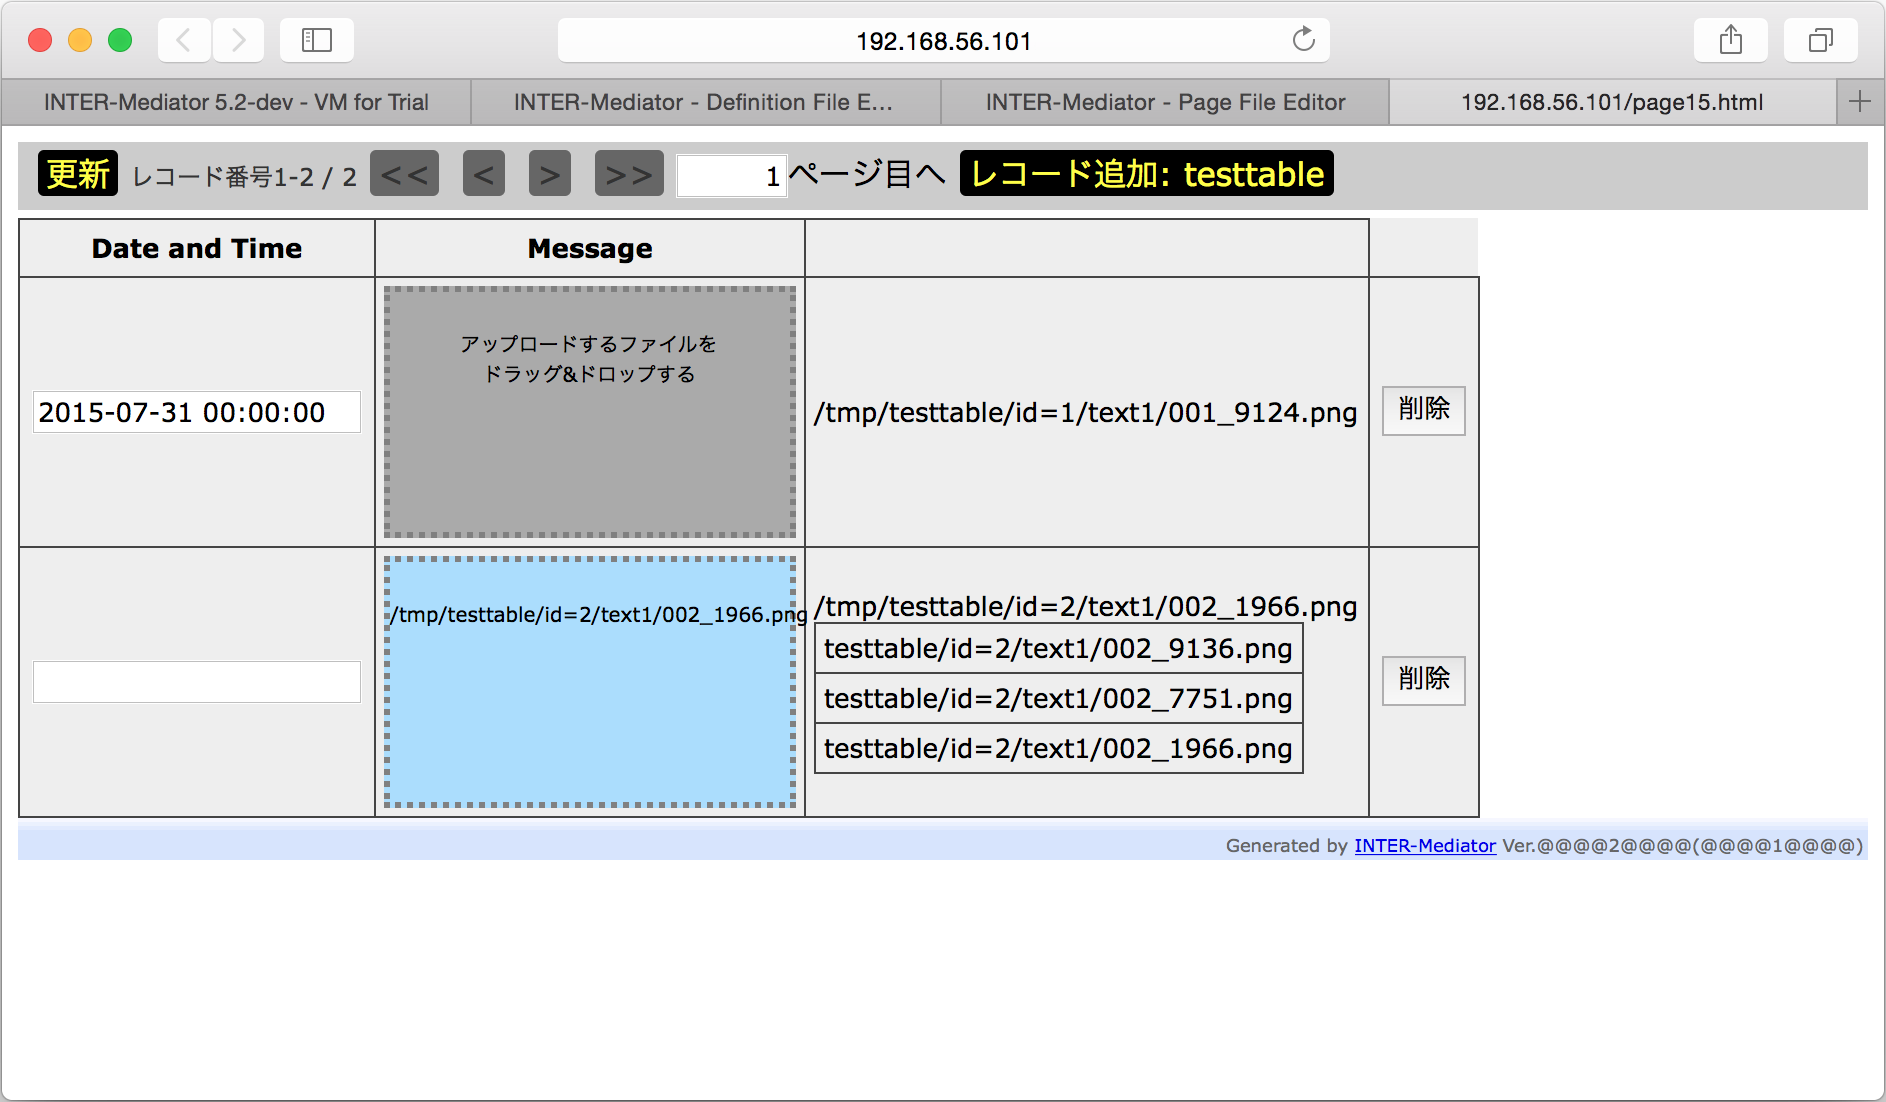 192.168.56.101
INTER-Mediator 5.2-dev - VM for Trial
INTER-Mediator - Definition File E...
INTER-Mediator - Page File Editor
192.168.56.101/page15.html
更新 レコード番号1-2 / 2 << < > >> 1 ページ目へ レコード追加: testtable
Date and Time
Message
2015-07-31 00:00:00
アップロードするファイルを
ドラッグ&ドロップする
/tmp/testtable/id=1/text1/001_9124.png
削除
/tmp/testtable/id=2/text1/002_1966.png
/tmp/testtable/id=2/text1/002_1966.png
testtable/id=2/text1/002_9136.png
testtable/id=2/text1/002_7751.png
testtable/id=2/text1/002_1966.png
削除
Generated by INTER-Mediator Ver.@@@@2@@@@(@@@@1@@@@)